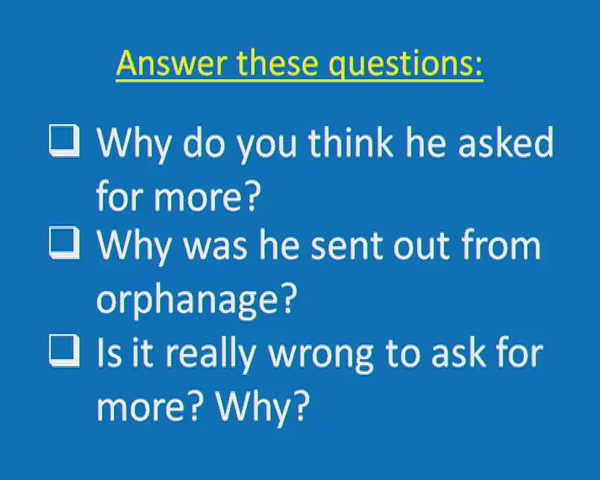 Answer these questions:
Why do you think he asked
for more?
Why was he sent out from
orphanage?
Is it really wrong to ask for
more? Why?